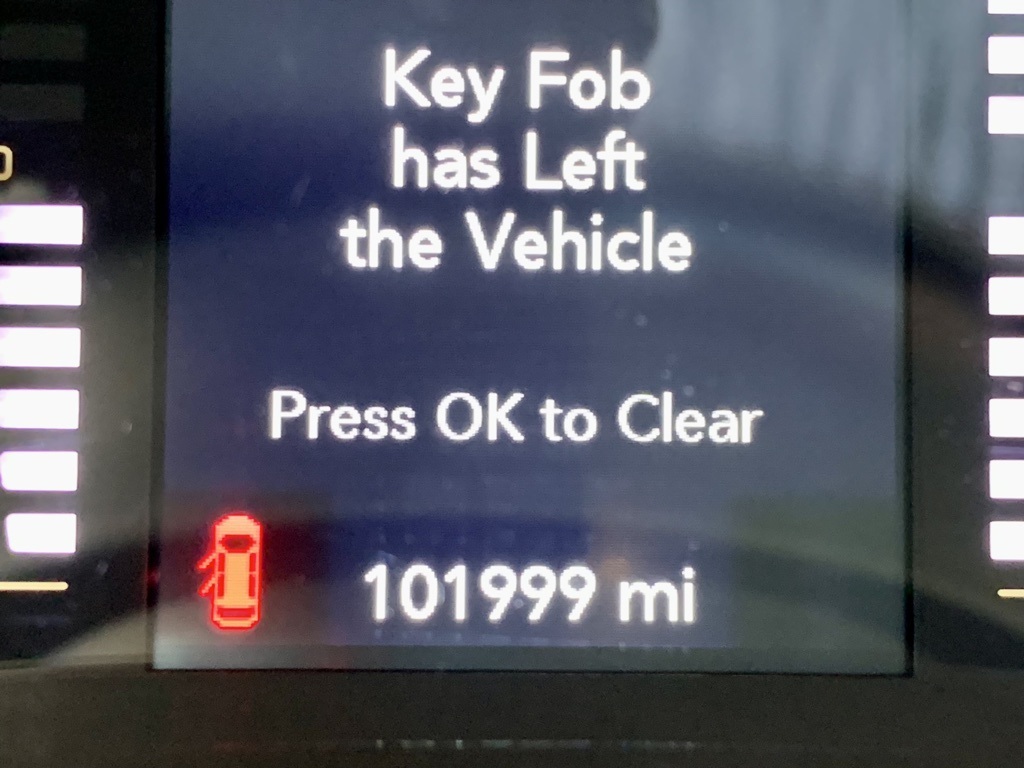 Key Fob
has Left
the Vehicle
Press OK to Clear
101999 mi